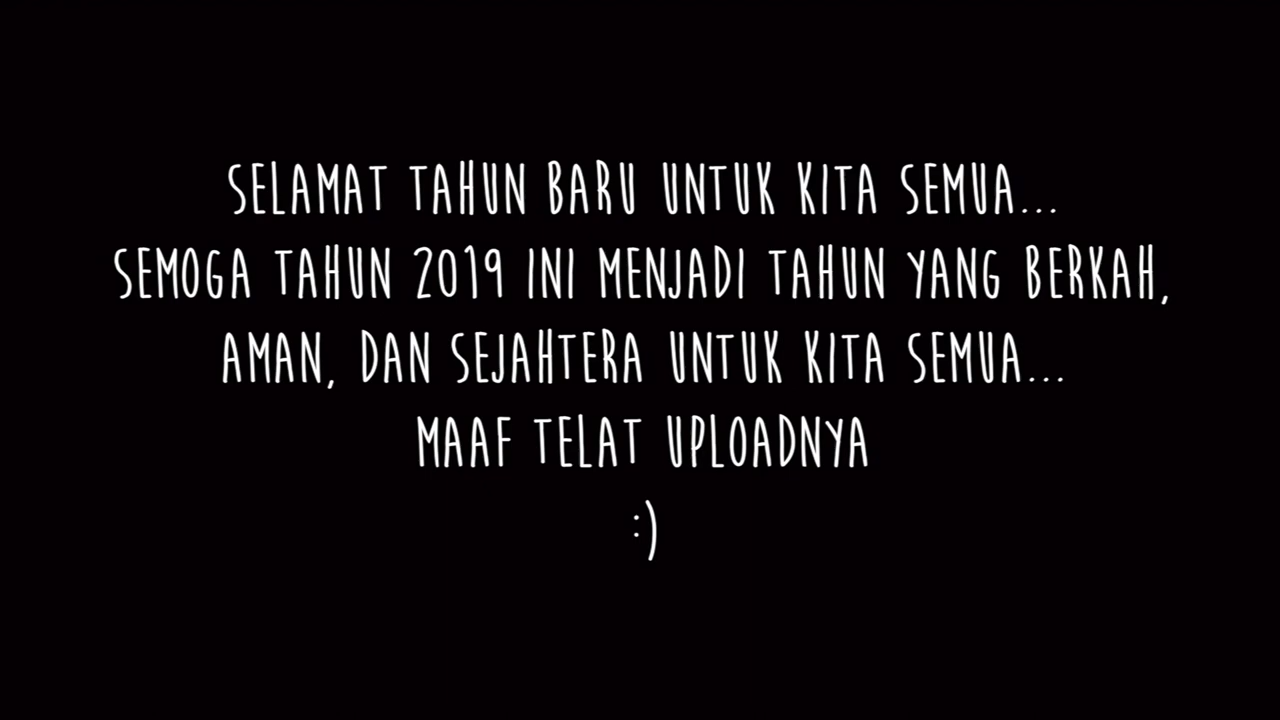 SELAMAT TAHUN BARU UNTUK KITA SEMUA...
SEMOGA TAHUN 2019 INI MENJADI TAHUN YANG BERKAH,
AMAN, DAN SEJAHTERA UNTUK KITA SEMUA...
MAAF TELAT UPLOADNYA
:)